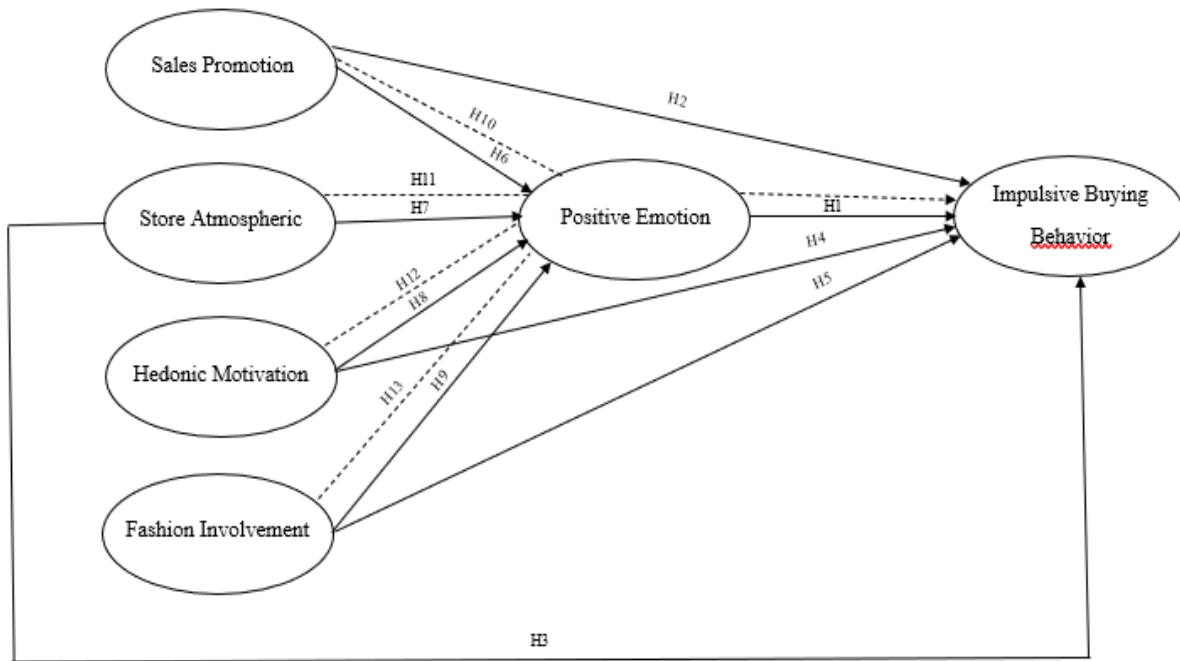 Sales Promotion
H2
H10
H6
Store Atmospheric
H11
H7
Positive Emotion
H1
Impulsive Buying
Behavior
H4
H5
H12
H8
Hedonic Motivation
H13
H9
Fashion Involvement
H3